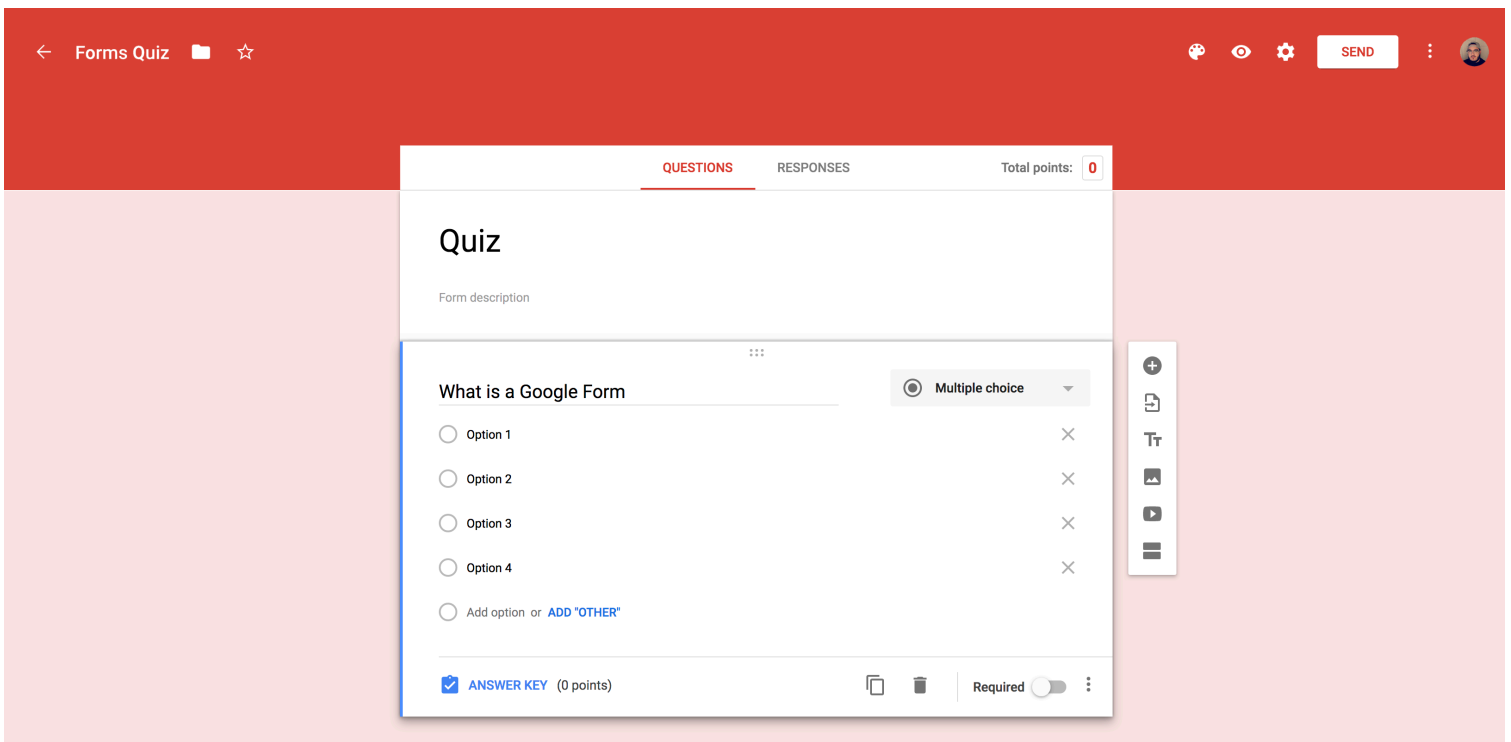 Forms Quiz
SEND
QUESTIONS RESPONSES Total points: 0
Quiz
Form description
What is a Google Form
Multiple choice
Option 1
Option 2
Option 3
Option 4
Add option or ADD "OTHER"
ANSWER KEY (0 points)
Required